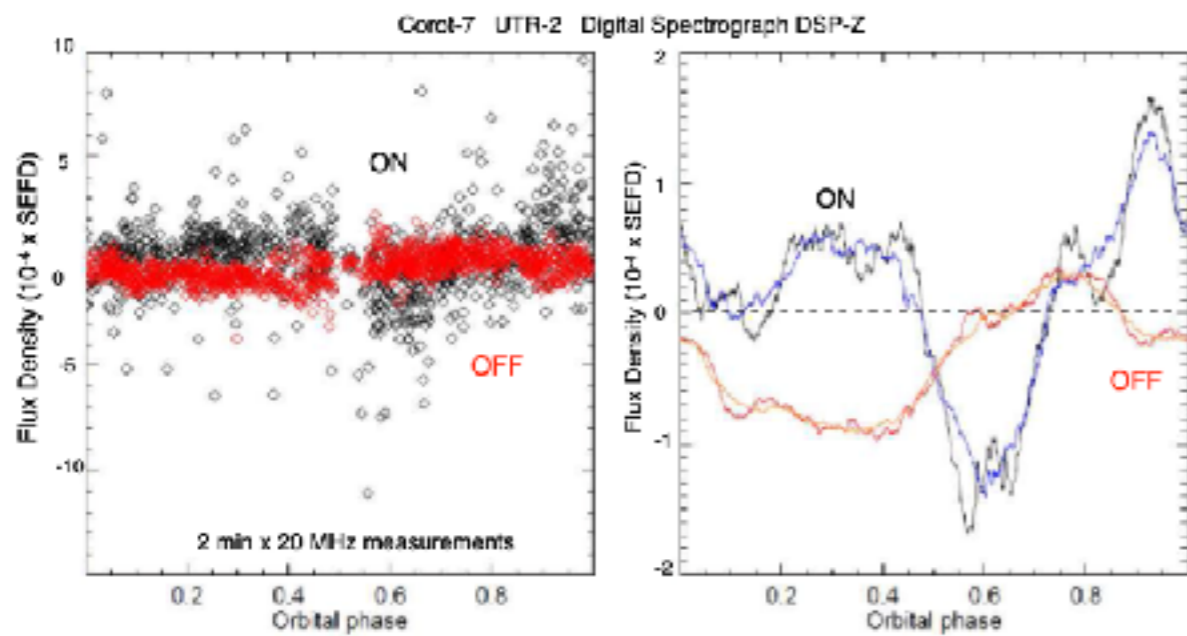 Corot-7 UTR-2 Digital Spectrograph DSP-Z
10
5
0
-5
-10
Flux Density (10⁻⁴ x SEFD)
ON
OFF
2 min x 20 MHz measurements
0.2 0.4 0.6 0.8
Orbital phase
2
1
0
-1
-2
Flux Density (10⁻⁴ x SEFD)
ON
OFF
0.2 0.4 0.6 0.8
Orbital phase